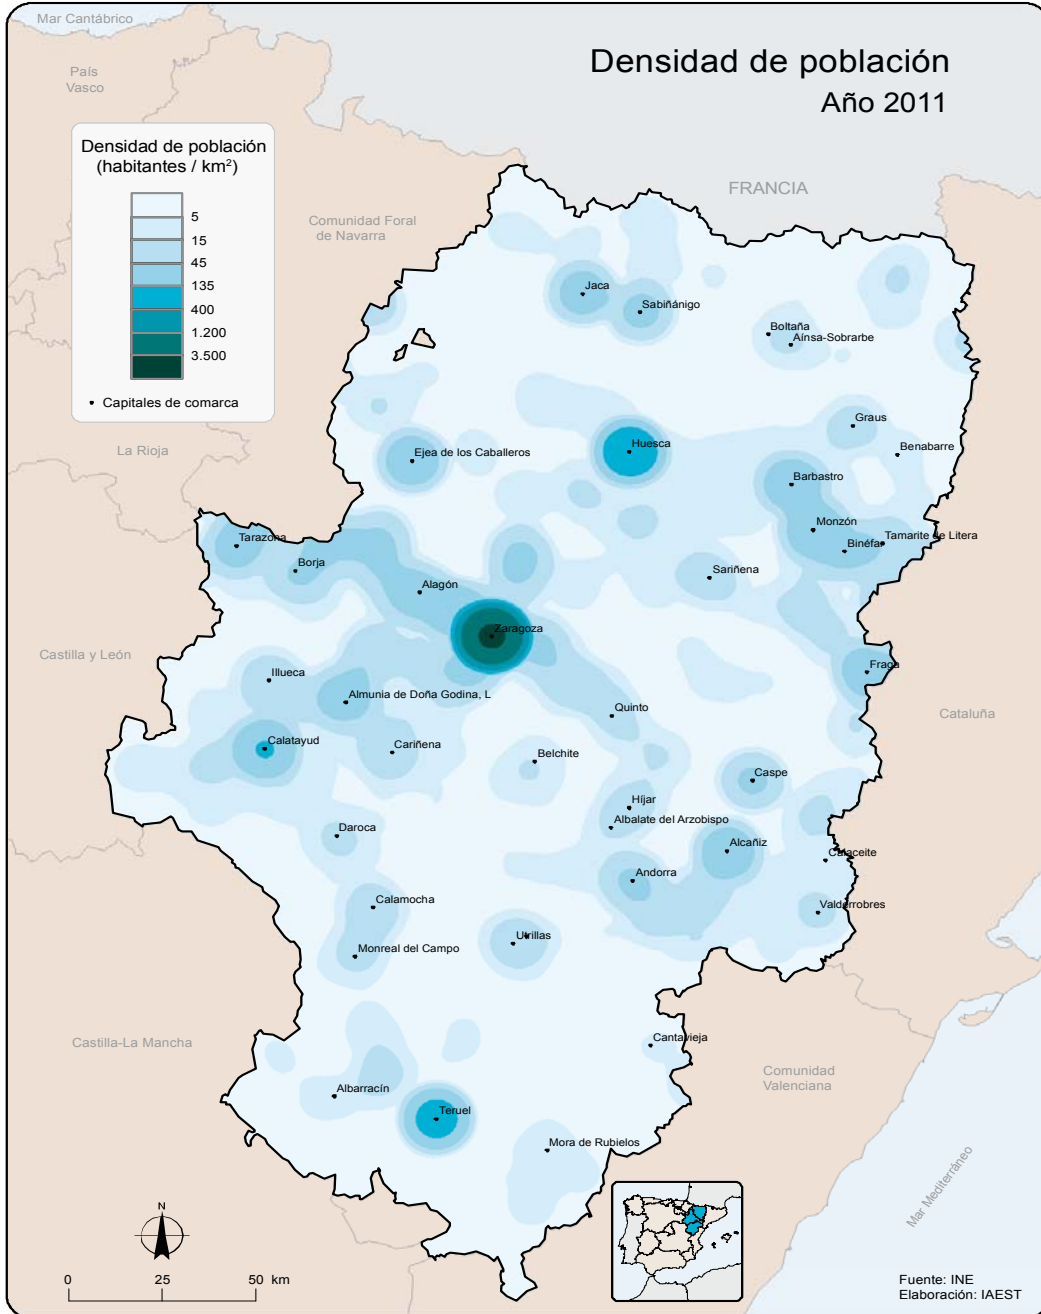 Mar Cantábrico
Densidad de población
Año 2011
País
Vasco
Densidad de población
(habitantes / km²)
5
15
45
135
400
1.200
3.500
Capitales de comarca
FRANCIA
Comunidad Foral
de Navarra
Jaca
Sabiñánigo
Boltaña
Aínsa-Sobrarbe
Graus
La Rioja
Huesca
Ejea de los Caballeros
Benabarre
Barbastro
Monzón
Tarazona
Tamarite de Litera
Binéfar
Borja
Sariñena
Alagón
Zaragoza
Castilla y León
Fraga
Illueca
Almunia de Doña Godina, L
Quinto
Cataluña
Calatayud
Cariñena
Belchite
Caspe
Híjar
Albalate del Arzobispo
Daroca
Alcañiz
Calaceite
Andorra
Calamocha
Valderrobres
Utrillas
Monreal del Campo
Castilla-La Mancha
Cantavieja
Comunidad
Valenciana
Albarracín
Teruel
Mora de Rubielos
Mar Mediterráneo
N
0 25 50 km
Fuente: INE
Elaboración: IAEST